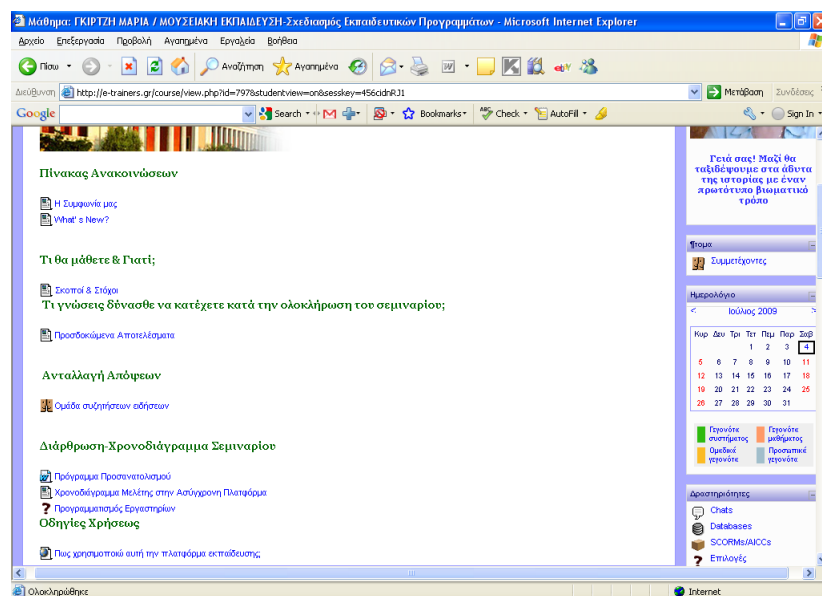 Μάθημα: ΓΚΙΡΤΖΗ ΜΑΡΙΑ / ΜΟΥΣΕΙΑΚΗ ΕΚΠΑΙΔΕΥΣΗ-Σχεδιασμός Εκπαιδευτικών Προγραμμάτων - Microsoft Internet Explorer
Αρχείο Επεξεργασία Προβολή Αγαπημένα Εργαλεία Βοήθεια
Πίσω Αναζήτηση Αγαπημένα
Διεύθυνση http://e-trainers.gr/course/view.php?id=797&studentview=on&sesskey=456cidnRJ1 Μετάβαση Συνδέσεις
Google Search Bookmarks Check AutoFill Sign In
Πίνακας Ανακοινώσεων
Η Συμφωνία μας
What' s New?
Τι θα μάθετε & Γιατί;
Σκοποί & Στόχοι
Τι γνώσεις δύνασθε να κατέχετε κατά την ολοκλήρωση του σεμιναρίου;
Προσδοκώμενα Αποτελέσματα
Ανταλλαγή Απόψεων
Ομάδα συζητήσεων ειδήσεων
Διάρθρωση-Χρονοδιάγραμμα Σεμιναρίου
Πρόγραμμα Προσανατολισμού
Χρονοδιάγραμμα Μελέτης στην Ασύγχρονη Πλατφόρμα
Προγραμματισμός Εργαστηρίων
Οδηγίες Χρήσεως
Πως χρησιμοποιώ αυτή την πλατφόρμα εκπαίδευσης;
Γειά σας! Μαζί θα
ταξιδέψουμε στα άδυτα
της ιστορίας με έναν
πρωτότυπο βιωματικό
τρόπο
¶τομα
Συμμετέχοντες
Ημερολόγιο
< Ιούλιος 2009 >
Κυρ Δευ Τρι Τετ Πεμ Παρ Σαβ
1 2 3 4
5 6 7 8 9 10 11
12 13 14 15 16 17 18
19 20 21 22 23 24 25
26 27 28 29 30 31
Γεγονότα συστήματος
Γεγονότα μαθήματος
Ομαδικά γεγονότα
Προσωπικά γεγονότα
Δραστηριότητες
Chats
Databases
SCORMs/AICCs
Επιλογές
Ολοκληρώθηκε Internet